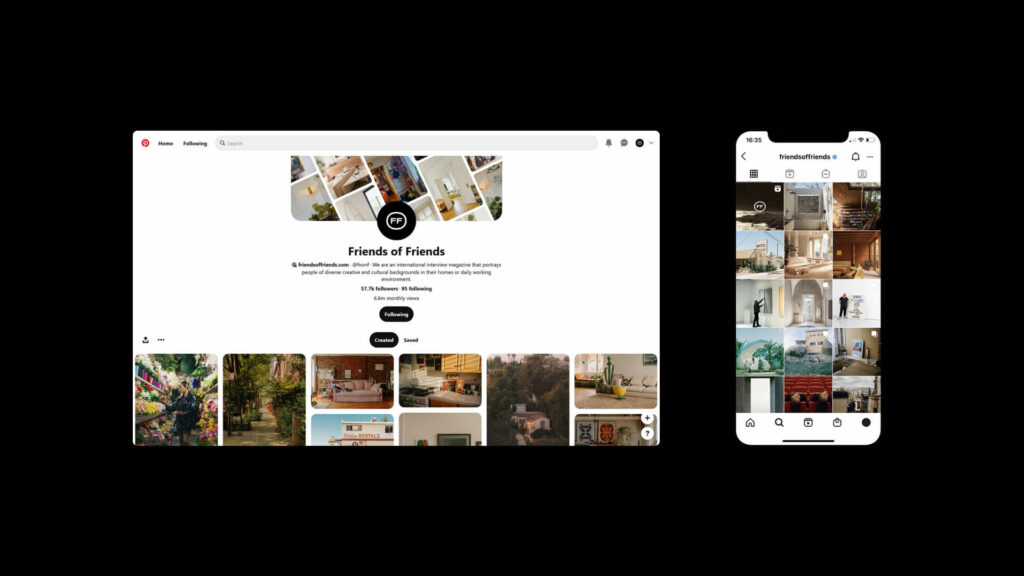 Home
Following
Search
FF
Friends of Friends
friendsoffriends.com · @fvonf · We are an international interview magazine that portrays
people of diverse creative and cultural backgrounds in their homes or daily working
environment.
57.7k followers · 95 following
6.6m monthly views
Following
Created
Saved
RENTALS
+
?
16:35
friendsoffriends
FF